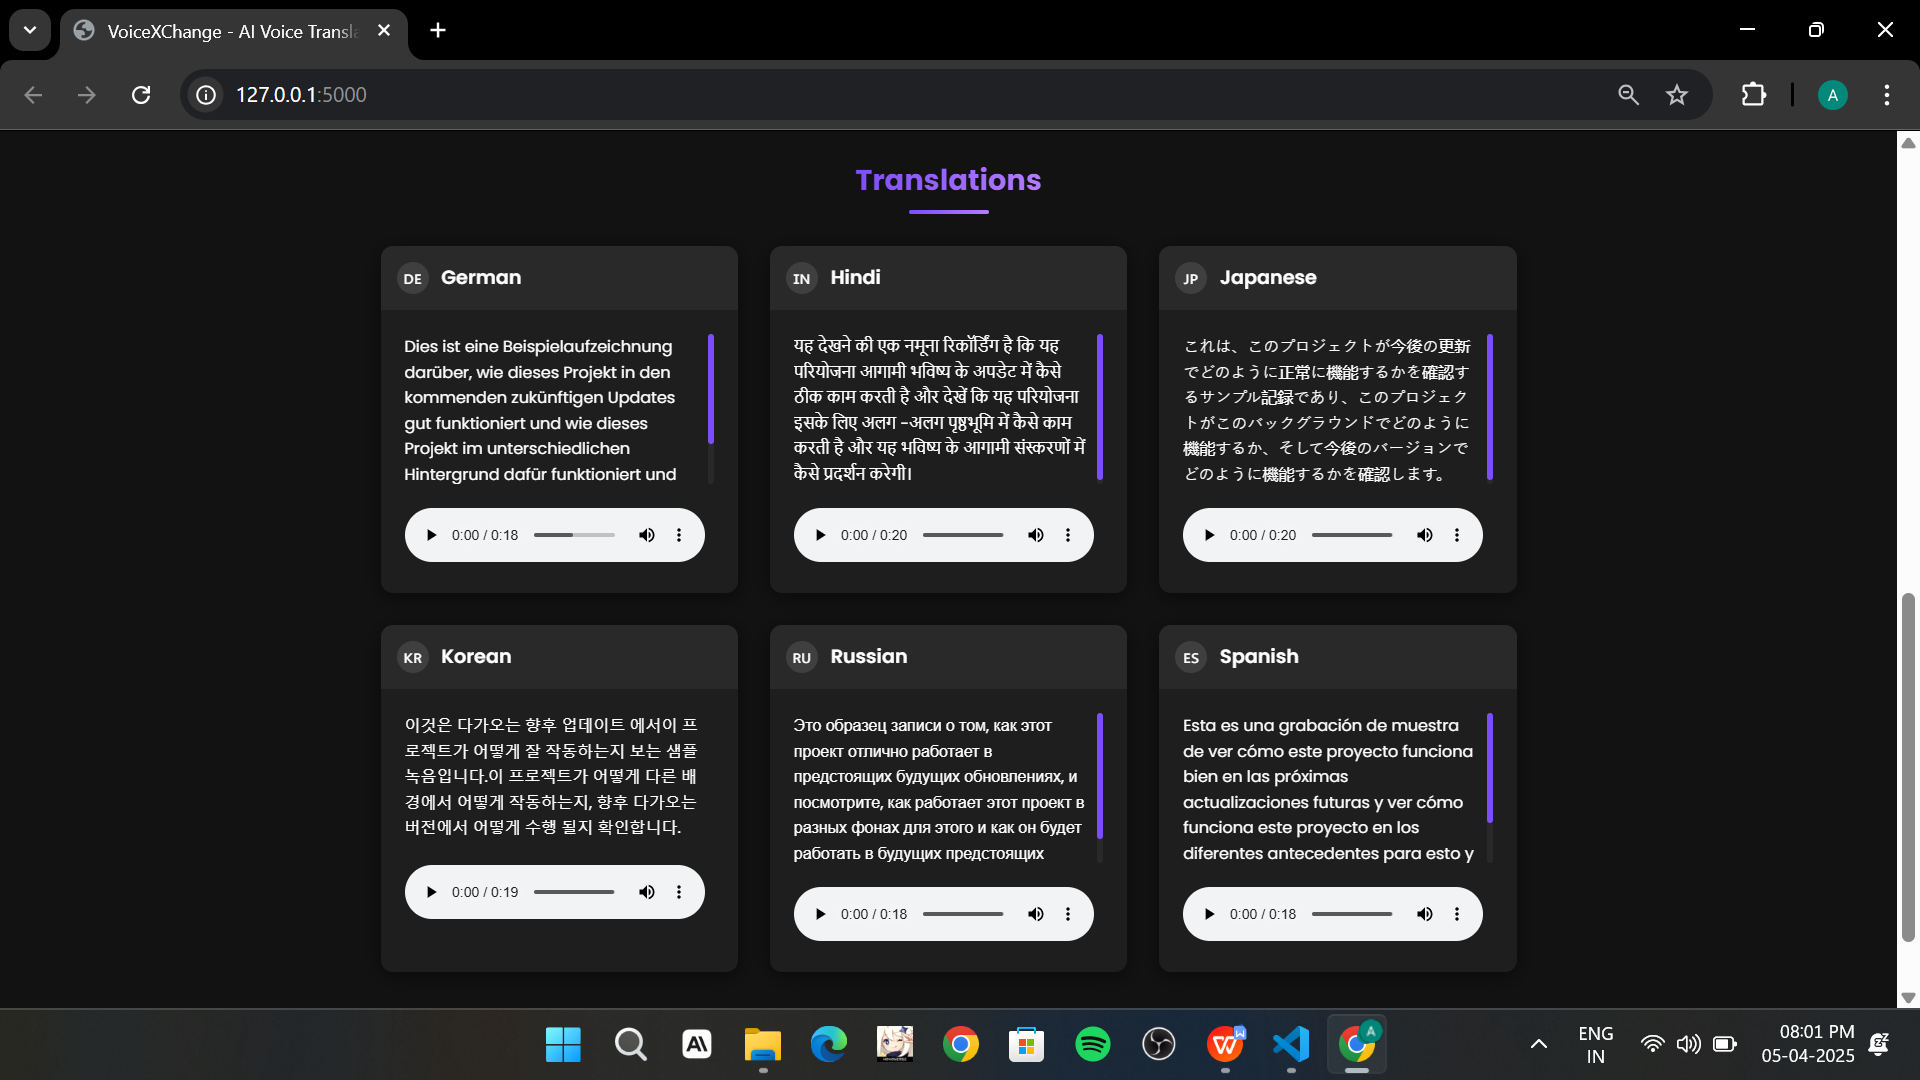 VoiceXChange - AI Voice Transla
127.0.0.1:5000
A
Translations
DE German
Dies ist eine Beispielaufzeichnung
darüber, wie dieses Projekt in den
kommenden zukünftigen Updates
gut funktioniert und wie dieses
Projekt im unterschiedlichen
Hintergrund dafür funktioniert und
0:00 / 0:18
IN Hindi
यह देखने की एक नमूना रिकॉर्डिंग है कि यह
परियोजना आगामी भविष्य के अपडेट में कैसे
ठीक काम करती है और देखें कि यह परियोजना
इसके लिए अलग -अलग पृष्ठभूमि में कैसे काम
करती है और यह भविष्य के आगामी संस्करणों में
कैसे प्रदर्शन करेगी।
0:00 / 0:20
JP Japanese
これは、このプロジェクトが今後の更新
でどのように正常に機能するかを確認す
るサンプル記録であり、このプロジェク
トがこのバックグラウンドでどのように
機能するか、そして今後のバージョンで
どのように機能するかを確認します。
0:00 / 0:20
KR Korean
이것은 다가오는 향후 업데이트 에서이 프
로젝트가 어떻게 잘 작동하는지 보는 샘플
녹음입니다.이 프로젝트가 어떻게 다른 배
경에서 어떻게 작동하는지, 향후 다가오는
버전에서 어떻게 수행 될지 확인합니다.
0:00 / 0:19
RU Russian
Это образец записи о том, как этот
проект отлично работает в
предстоящих будущих обновлениях, и
посмотрите, как работает этот проект в
разных фонах для этого и как он будет
работать в будущих предстоящих
0:00 / 0:18
ES Spanish
Esta es una grabación de muestra
de ver cómo este proyecto funciona
bien en las próximas
actualizaciones futuras y ver cómo
funciona este proyecto en los
diferentes antecedentes para esto y
0:00 / 0:18
ENG
IN
08:01 PM
05-04-2025